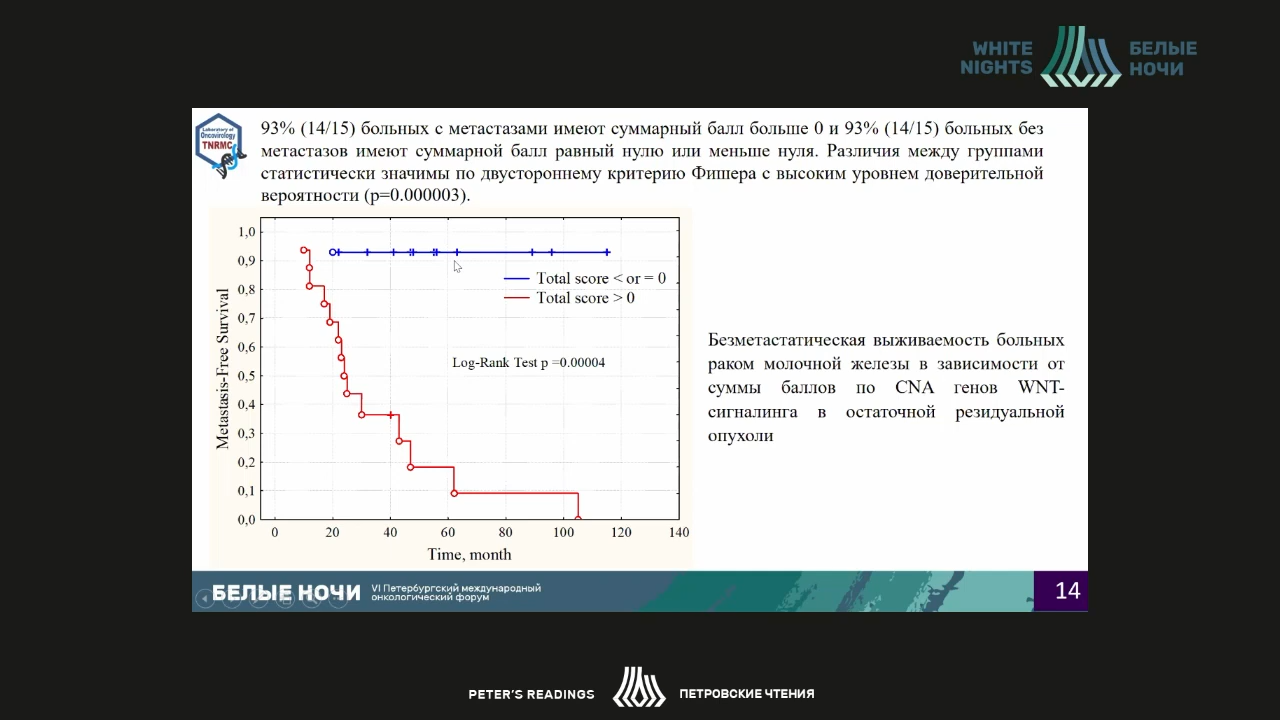 WHITE NIGHTS
БЕЛЫЕ НОЧИ
Laboratory of
Oncovirology
TNRMC
93% (14/15) больных с метастазами имеют суммарный балл больше 0 и 93% (14/15) больных без
метастазов имеют суммарной балл равный нулю или меньше нуля. Различия между группами
статистически значимы по двустороннему критерию Фишера с высоким уровнем доверительной
вероятности (p=0.000003).
Metastasis-Free Survival
1,0
0,9
0,8
0,7
0,6
0,5
0,4
0,3
0,2
0,1
0,0
Total score < or = 0
Total score > 0
Log-Rank Test p =0.00004
0 20 40 60 80 100 120 140
Time, month
Безметастатическая выживаемость больных
раком молочной железы в зависимости от
суммы баллов по CNA генов WNT-
сигналинга в остаточной резидуальной
опухоли
БЕЛЫЕ НОЧИ
VI Петербургский международный
онкологический форум
14
PETER'S READINGS
ПЕТРОВСКИЕ ЧТЕНИЯ